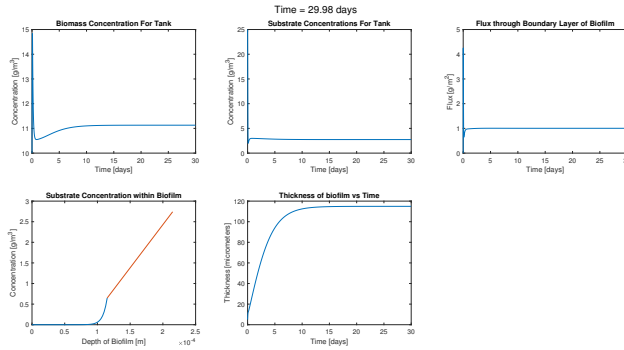 Time = 29.98 days
Biomass Concentration For Tank
Substrate Concentrations For Tank
Flux through Boundary Layer of Biofilm
15
14
13
12
11
10
Concentration [g/m³]
0 5 10 15 20 25 30
Time [days]
25
20
15
10
5
0
Concentration [g/m³]
0 5 10 15 20 25 30
Time [days]
5
4
3
2
1
0
Flux [g/m²]
0 5 10 15 20 25 30
Time [days]
Substrate Concentration within Biofilm
Thickness of biofilm vs Time
3
2.5
2
1.5
1
0.5
0
Concentration [g/m³]
0 0.5 1 1.5 2 2.5
Depth of Biofilm [m]
×10⁻⁴
120
100
80
60
40
20
0
Thickness [micrometers]
0 5 10 15 20 25 30
Time [days]